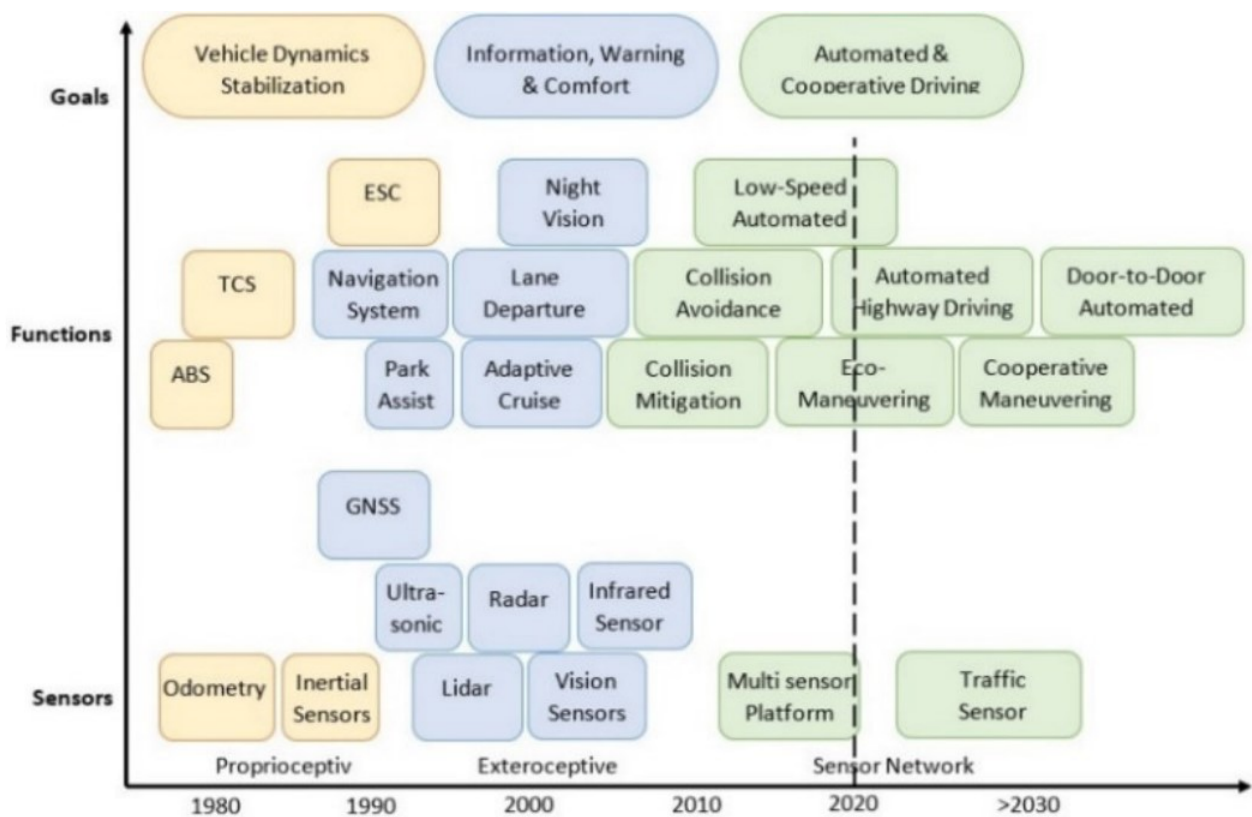 Goals
Vehicle Dynamics
Stabilization
Information, Warning
& Comfort
Automated &
Cooperative Driving
Functions
ESC
Night
Vision
Low-Speed
Automated
TCS
Navigation
System
Lane
Departure
Collision
Avoidance
Automated
Highway Driving
Door-to-Door
Automated
ABS
Park
Assist
Adaptive
Cruise
Collision
Mitigation
Eco-
Maneuvering
Cooperative
Maneuvering
Sensors
GNSS
Ultra-
sonic
Radar
Infrared
Sensor
Odometry
Inertial
Sensors
Lidar
Vision
Sensors
Multi sensor
Platform
Traffic
Sensor
Proprioceptiv
Exteroceptive
Sensor Network
1980
1990
2000
2010
2020
>2030